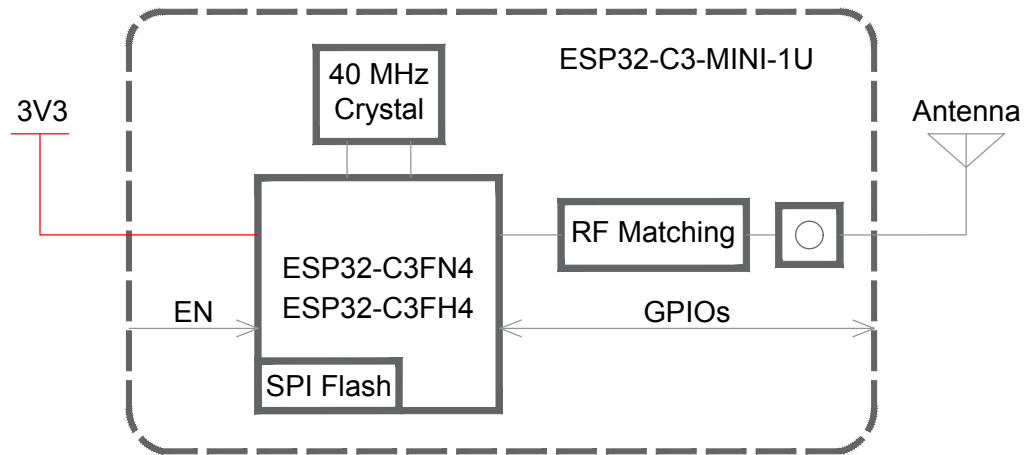 ESP32-C3-MINI-1U
40 MHz
Crystal
3V3
Antenna
RF Matching
ESP32-C3FN4
ESP32-C3FH4
EN
GPIOs
SPI Flash